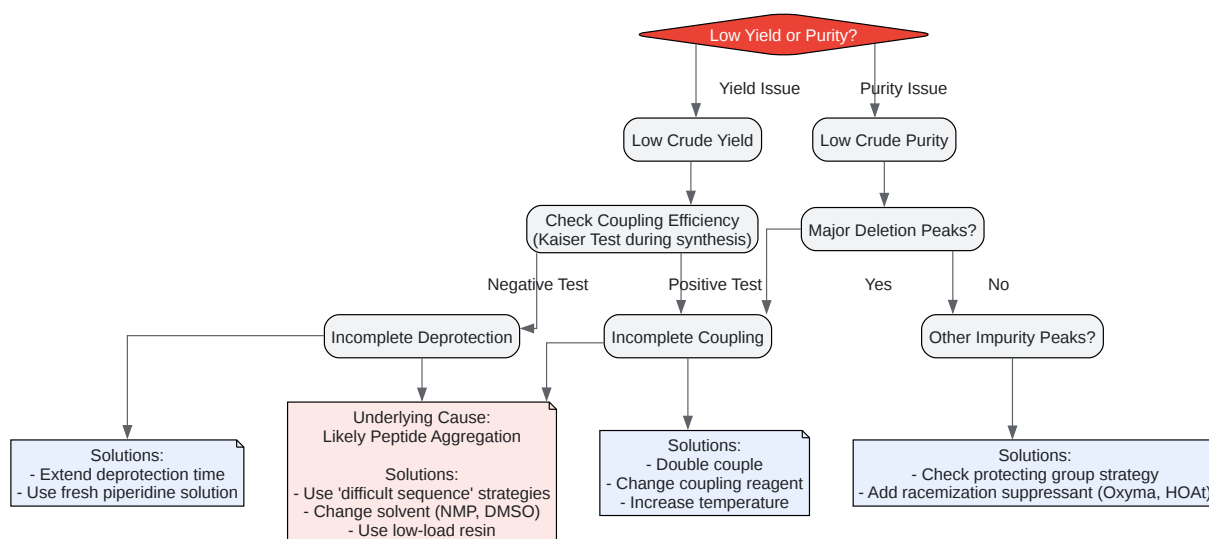 Low Yield or Purity?
Yield Issue
Purity Issue
Low Crude Yield
Low Crude Purity
Check Coupling Efficiency
(Kaiser Test during synthesis)
Major Deletion Peaks?
Negative Test
Positive Test
Yes
No
Incomplete Deprotection
Incomplete Coupling
Other Impurity Peaks?
Solutions:
- Extend deprotection time
- Use fresh piperidine solution
Underlying Cause:
Likely Peptide Aggregation
Solutions:
- Use 'difficult sequence' strategies
- Change solvent (NMP, DMSO)
- Use low-load resin
Solutions:
- Double couple
- Change coupling reagent
- Increase temperature
Solutions:
- Check protecting group strategy
- Add racemization suppressant (Oxyma, HOAt)